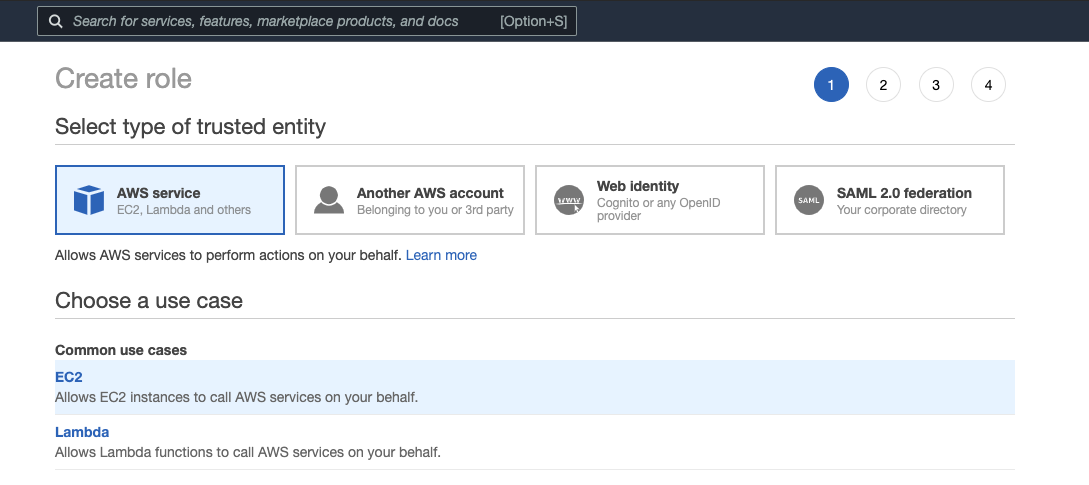 Search for services, features, marketplace products, and docs [Option+S]
Create role
1 2 3 4
Select type of trusted entity
AWS service
EC2, Lambda and others
Another AWS account
Belonging to you or 3rd party
WWW
Web identity
Cognito or any OpenID
provider
SAML
SAML 2.0 federation
Your corporate directory
Allows AWS services to perform actions on your behalf. Learn more
Choose a use case
Common use cases
EC2
Allows EC2 instances to call AWS services on your behalf.
Lambda
Allows Lambda functions to call AWS services on your behalf.